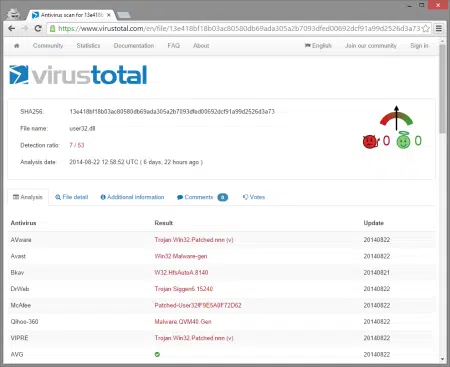 Antivirus scan for 13e418
https://www.virustotal.com/en/file/13e418bf18b03ac80580db69ada305a2b7093dfed00692dcf91a99d2526d3a73
Community Statistics Documentation FAQ About English Join our community Sign in
virustotal
SHA256: 13e418bf18b03ac80580db69ada305a2b7093dfed00692dcf91a99d2526d3a73
File name: user32.dll
Detection ratio: 7 / 53
0 0
Analysis date: 2014-08-22 12:58:52 UTC ( 6 days, 22 hours ago )
Analysis File detail Additional information Comments Votes
Antivirus Result Update
AVware Trojan.Win32.Patched.nnn (v) 20140822
Avast Win32:Malware-gen 20140822
Bkav W32.HfsAutoA.8140 20140821
DrWeb Trojan.Siggen6.15240 20140822
McAfee 20140822
Qihoo-360 Malware.QVM40.Gen 20140822
VIPRE Trojan.Win32.Patched.nnn (v) 20140822
AVG 20140822